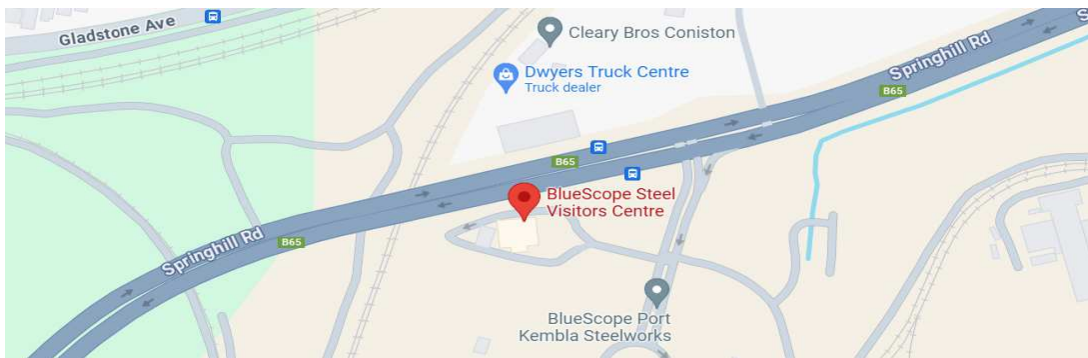 Gladstone Ave
Cleary Bros Coniston
Dwyers Truck Centre
Truck dealer
Springhill Rd
S
B65
B65
BlueScope Steel
Visitors Centre
Springhill Rd
B65
BlueScope Port
Kembla Steelworks